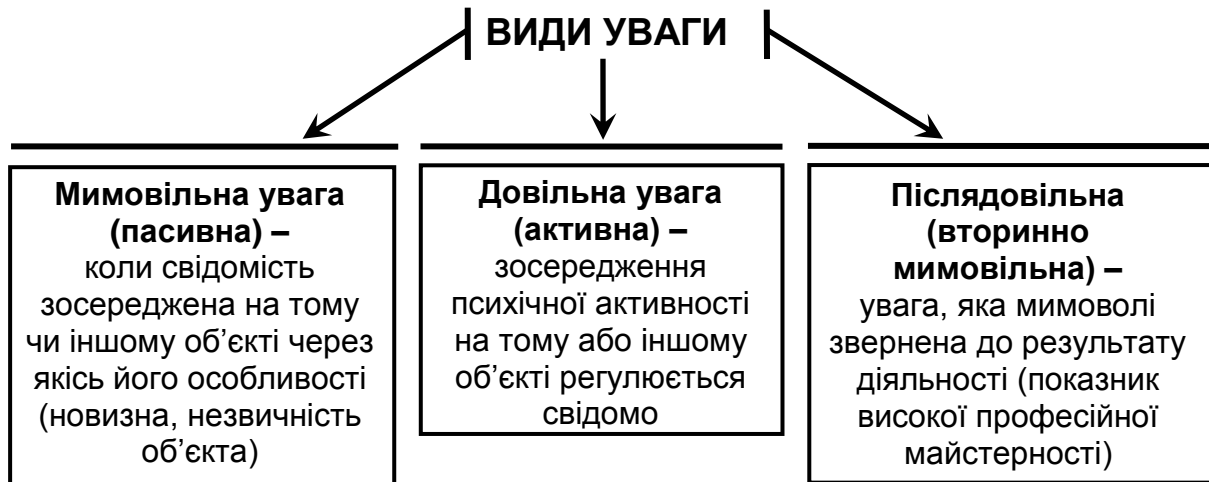 ВИДИ УВАГИ
Мимовільна увага
(пасивна) –
коли свідомість
зосереджена на тому
чи іншому об’єкті через
якісь його особливості
(новизна, незвичність
об’єкта)
Довільна увага
(активна) –
зосередження
психічної активності
на тому або іншому
об’єкті регулюється
свідомо
Післядовільна
(вторинно
мимовільна) –
увага, яка мимоволі
звернена до результату
діяльності (показник
високої професійної
майстерності)